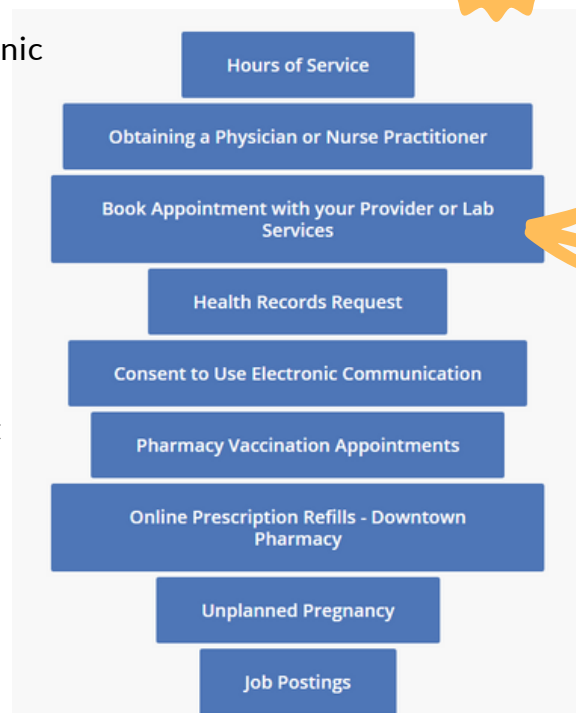 nic
Hours of Service
Obtaining a Physician or Nurse Practitioner
Book Appointment with your Provider or Lab
Services
Health Records Request
Consent to Use Electronic Communication
Pharmacy Vaccination Appointments
Online Prescription Refills - Downtown
Pharmacy
Unplanned Pregnancy
Job Postings